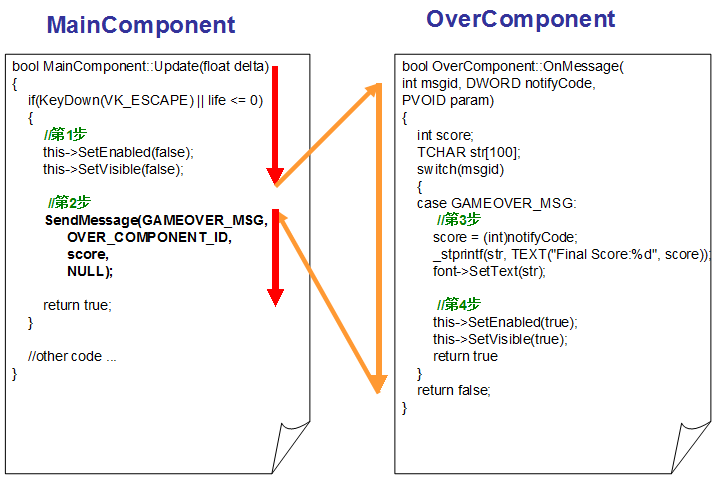 MainComponent
bool MainComponent::Update(float delta)
{
if(KeyDown(VK_ESCAPE) || life <= 0)
{
//第1步
this->SetEnabled(false);
this->SetVisible(false);
//第2步
SendMessage(GAMEOVER_MSG,
OVER_COMPONENT_ID,
score,
NULL);
return true;
}
//other code ...
}
OverComponent
bool OverComponent::OnMessage(
int msgid, DWORD notifyCode,
PVOID param)
{
int score;
TCHAR str[100];
switch(msgid)
{
case GAMEOVER_MSG:
//第3步
score = (int)notifyCode;
_stprintf(str, TEXT("Final Score:%d", score));
font->SetText(str);
//第4步
this->SetEnabled(true);
this->SetVisible(true);
return true
}
return false;
}